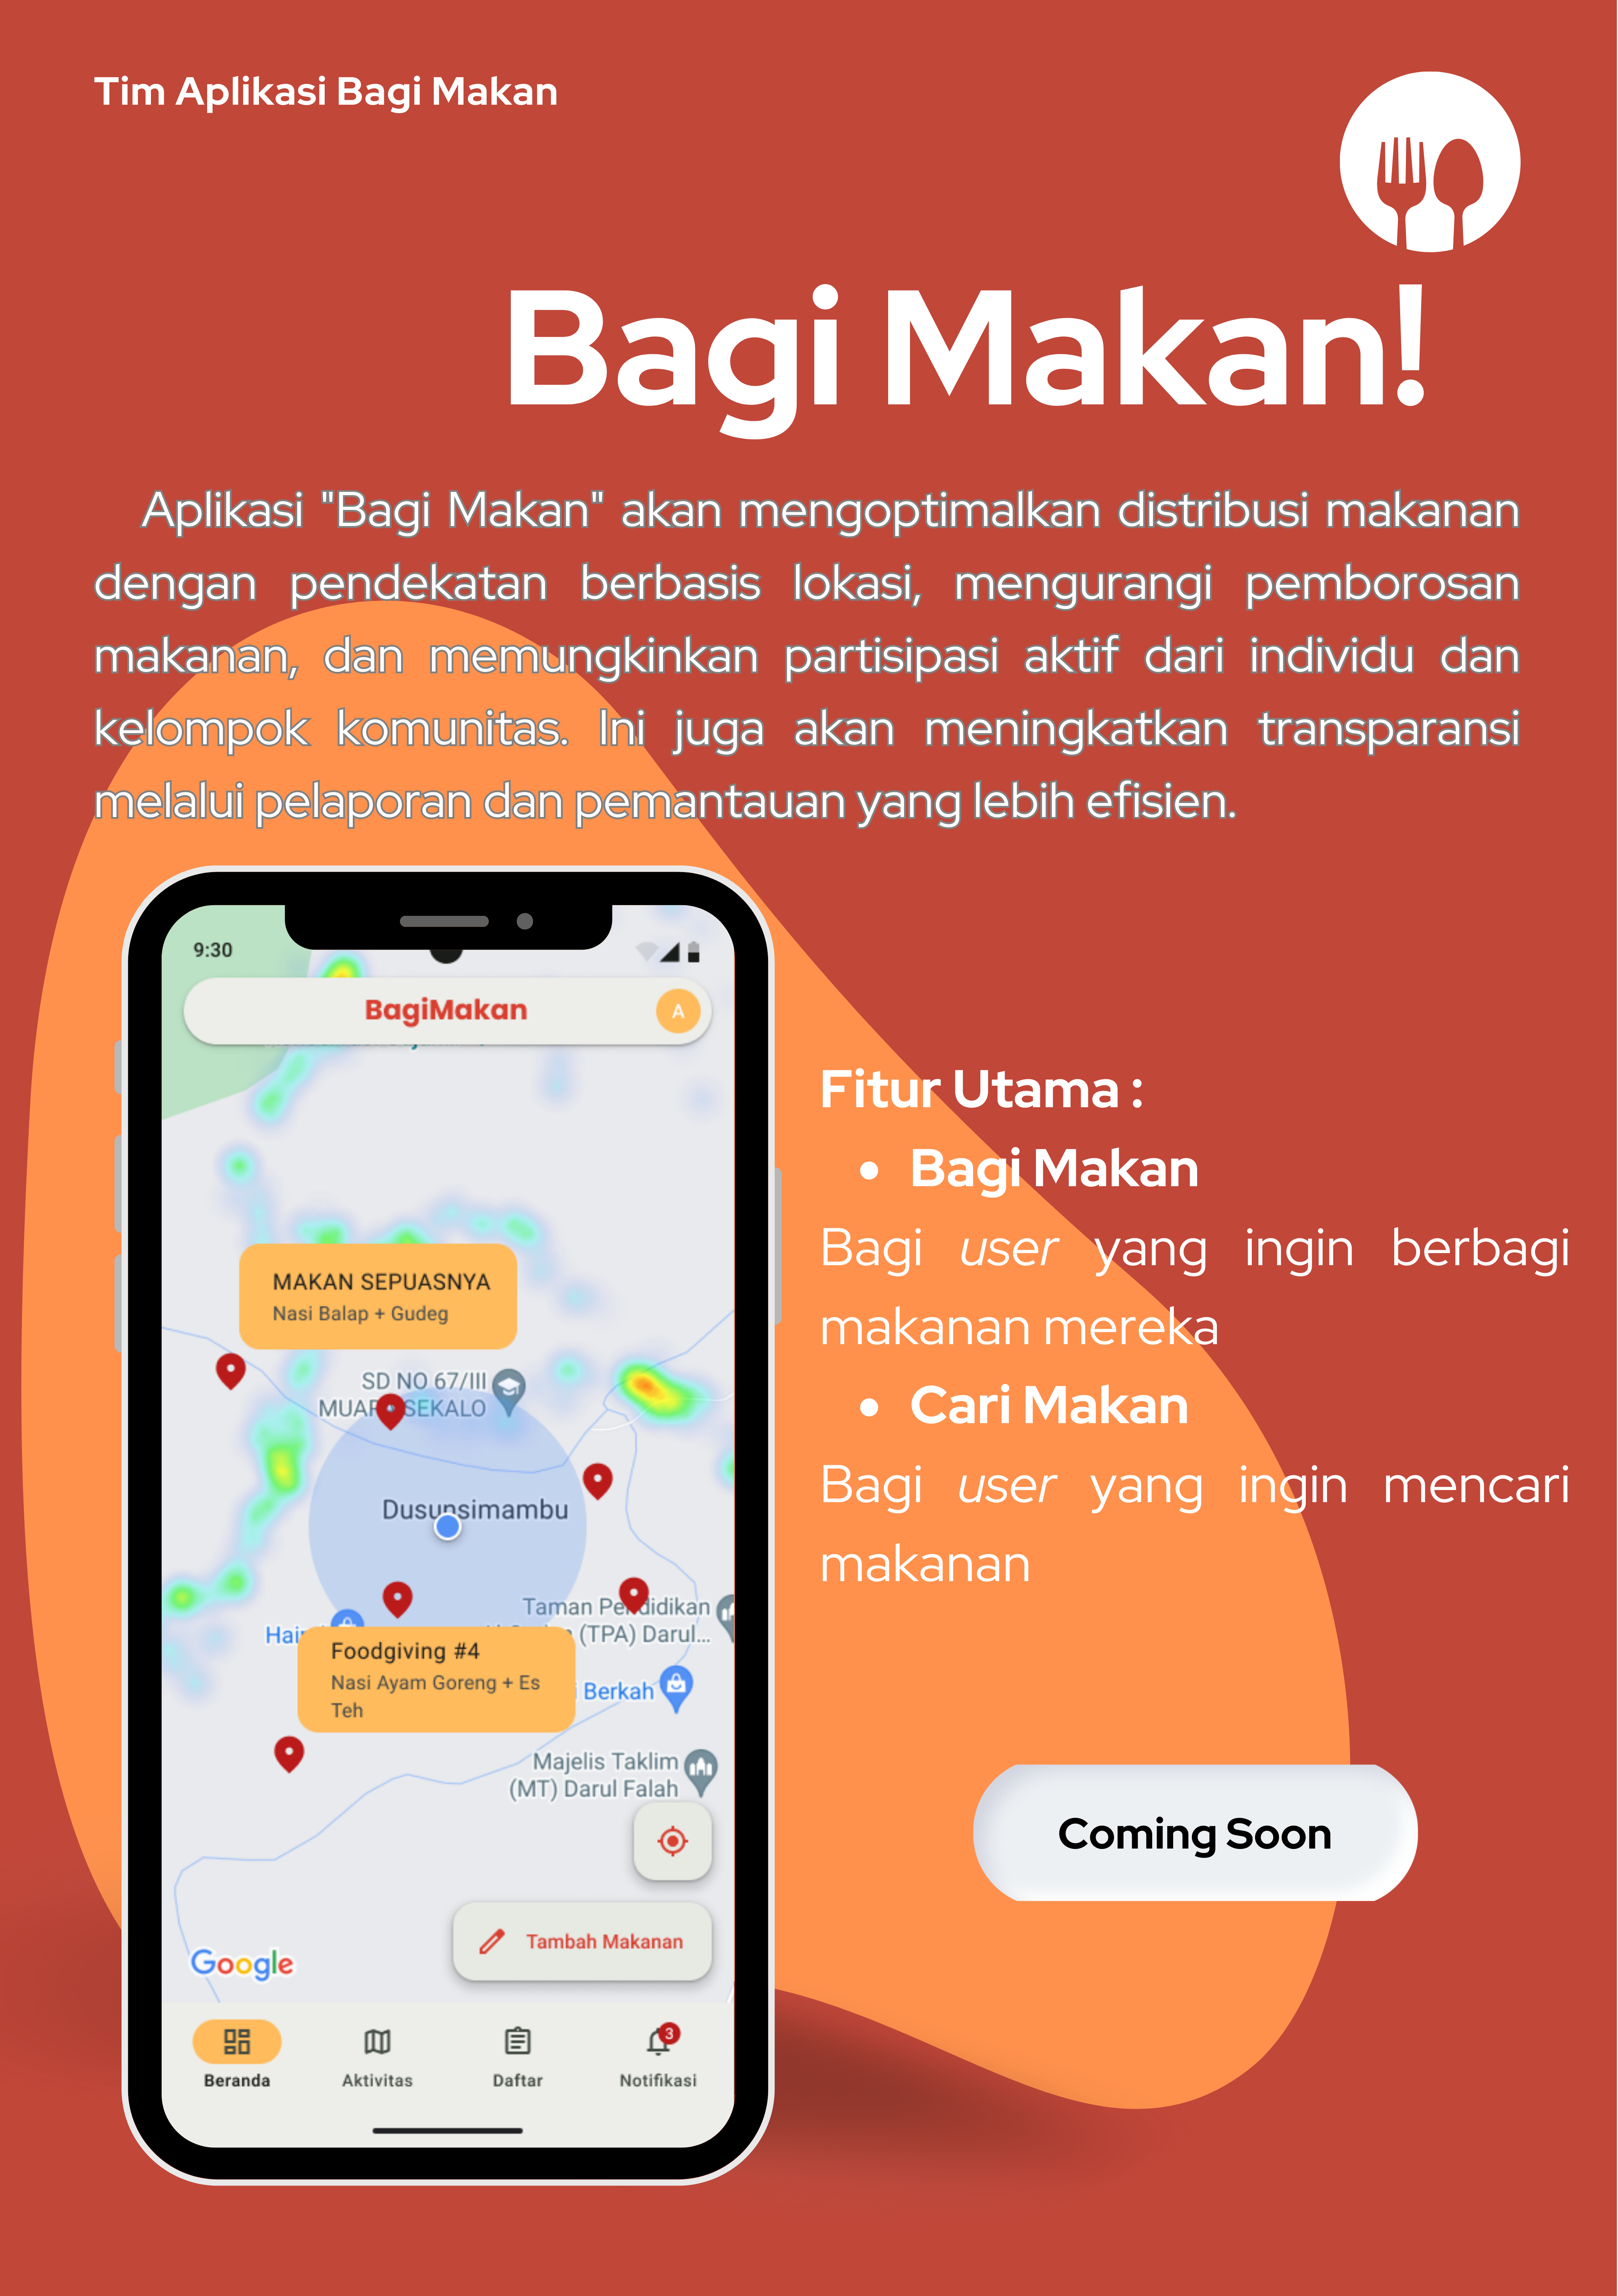 Tim Aplikasi Bagi Makan
Bagi Makan!
Aplikasi "Bagi Makan" akan mengoptimalkan distribusi makanan
dengan pendekatan berbasis lokasi, mengurangi pemborosan
makanan, dan memungkinkan partisipasi aktif dari individu dan
kelompok komunitas. Ini juga akan meningkatkan transparansi
melalui pelaporan dan pemantauan yang lebih efisien.
9:30
BagiMakan
A
MAKAN SEPUASNYA
Nasi Balap + Gudeg
SD NO 67/III
SEKALO
Dusunsimambu
Taman Pendidikan
(TPA) Darul...
Foodgiving #4
Nasi Ayam Goreng + Es
Teh
Berkah
Majelis Taklim
(MT) Darul Falah
Tambah Makanan
Google
Beranda
Aktivitas
Daftar
3
Notifikasi
Fitur Utama :
• Bagi Makan
Bagi user yang ingin berbagi
makanan mereka
• Cari Makan
Bagi user yang ingin mencari
makanan
Coming Soon